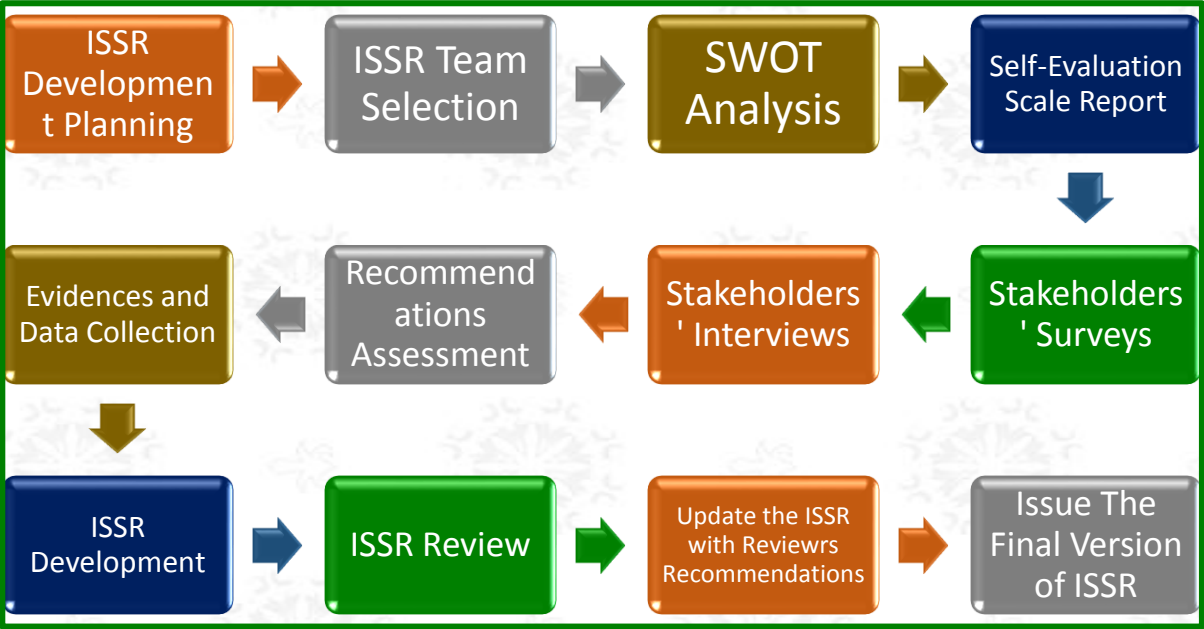 ISSR
Developmen
t Planning
ISSR Team
Selection
SWOT
Analysis
Self-Evaluation
Scale Report
Stakeholders
' Surveys
Stakeholders
' Interviews
Recommend
ations
Assessment
Evidences and
Data Collection
ISSR
Development
ISSR Review
Update the ISSR
with Reviewrs
Recommendations
Issue The
Final Version
of ISSR